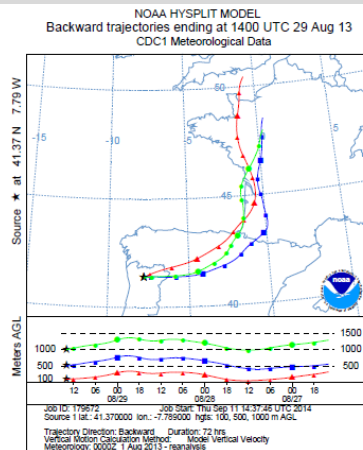 NOAA HYSPLIT MODEL
Backward trajectories ending at 1400 UTC 29 Aug 13
CDC1 Meteorological Data
Source ★ at 41.37 N 7.79 W
-15
-10
-5
5
50
45
40
noaa
Meters AGL
1500
1000
1000
500
500
100
12 06 00 18 12 06 00 18 12 06 00 18
08/29 08/28 08/27
Job ID: 179672 Job Start: Thu Sep 11 14:37:46 UTC 2014
Source 1 lat.: 41.370000 lon.: -7.789000 hgts: 100, 500, 1000 m AGL
Trajectory Direction: Backward Duration: 72 hrs
Vertical Motion Calculation Method: Model Vertical Velocity
Meteorology: 0000Z 1 Aug 2013 - reanalysis